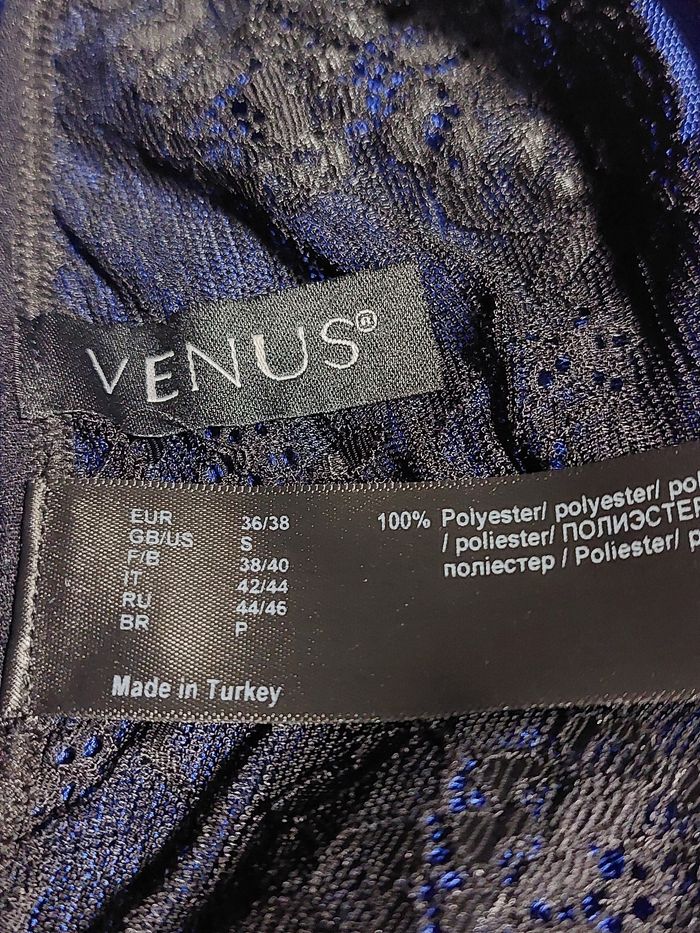 VENUS®
EUR 36/38
GB/US S
F/B 38/40
IT 42/44
RU 44/46
BR P
100% Polyester/ polyester/
/ poliester/ ПОЛИЭСТЕР
поліестер / Poliester/
Made in Turkey